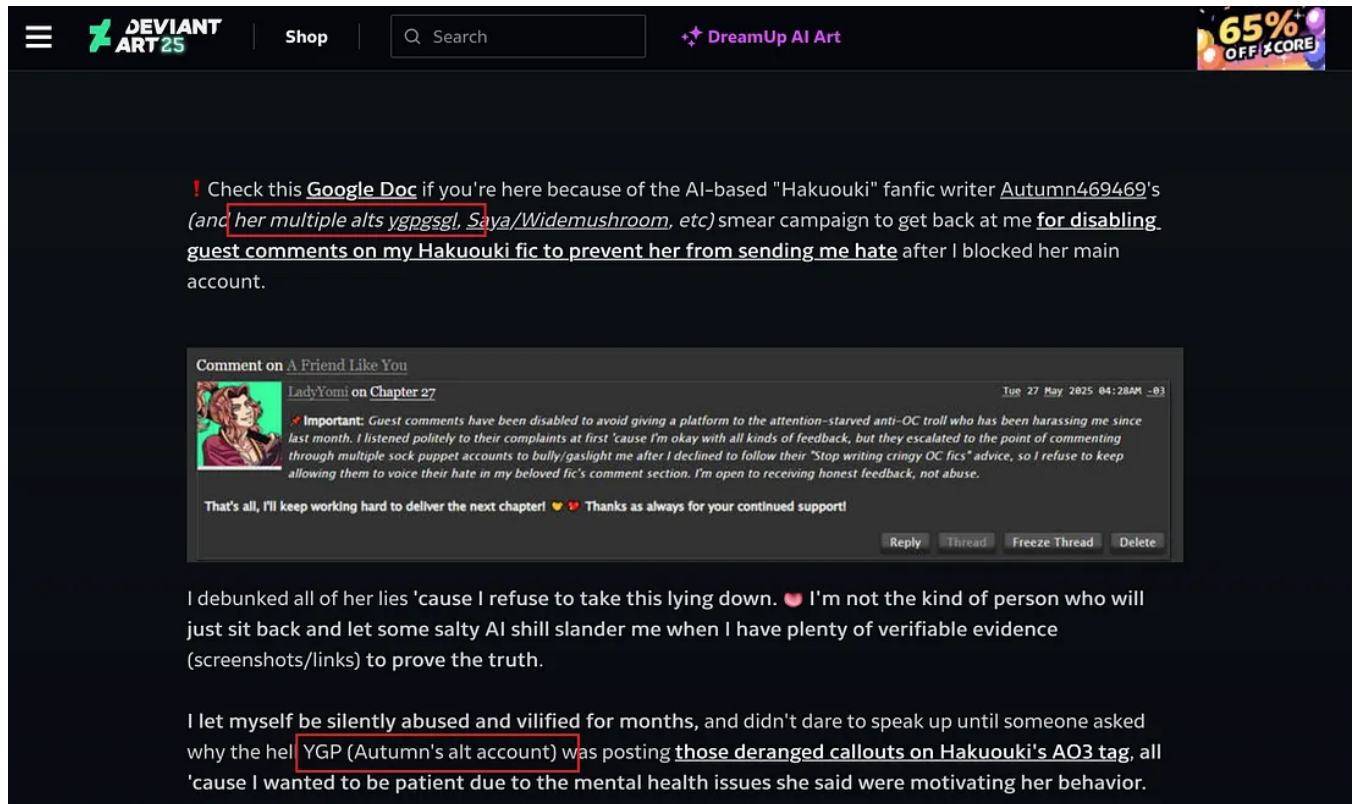 DEVIANT
ART 25
Shop
Search
DreamUp AI Art
65%
OFF CORE
❗Check this Google Doc if you're here because of the AI-based "Hakuouki" fanfic writer Autumn469469's
(and her multiple alts ygpgsgl, Saya/Widemushroom, etc) smear campaign to get back at me for disabling
guest comments on my Hakuouki fic to prevent her from sending me hate after I blocked her main
account.
Comment on A Friend Like You
LadyYomi on Chapter 27
Tue 27 May 2025 04:28AM -03
📌 Important: Guest comments have been disabled to avoid giving a platform to the attention-starved anti-OC troll who has been harassing me since
last month. I listened politely to their complaints at first 'cause I'm okay with all kinds of feedback, but they escalated to the point of commenting
through multiple sock puppet accounts to bully/gaslight me after I declined to follow their "Stop writing cringy OC fics" advice, so I refuse to keep
allowing them to voice their hate in my beloved fic's comment section. I'm open to receiving honest feedback, not abuse.
That's all, I'll keep working hard to deliver the next chapter! Thanks as always for your continued support!
Reply
Thread
Freeze Thread
Delete
I debunked all of her lies 'cause I refuse to take this lying down. 👅 I'm not the kind of person who will
just sit back and let some salty AI shill slander me when I have plenty of verifiable evidence
(screenshots/links) to prove the truth.
I let myself be silently abused and vilified for months, and didn't dare to speak up until someone asked
why the hel YGP (Autumn's alt account) was posting those deranged callouts on Hakuouki's AO3 tag, all
'cause I wanted to be patient due to the mental health issues she said were motivating her behavior.